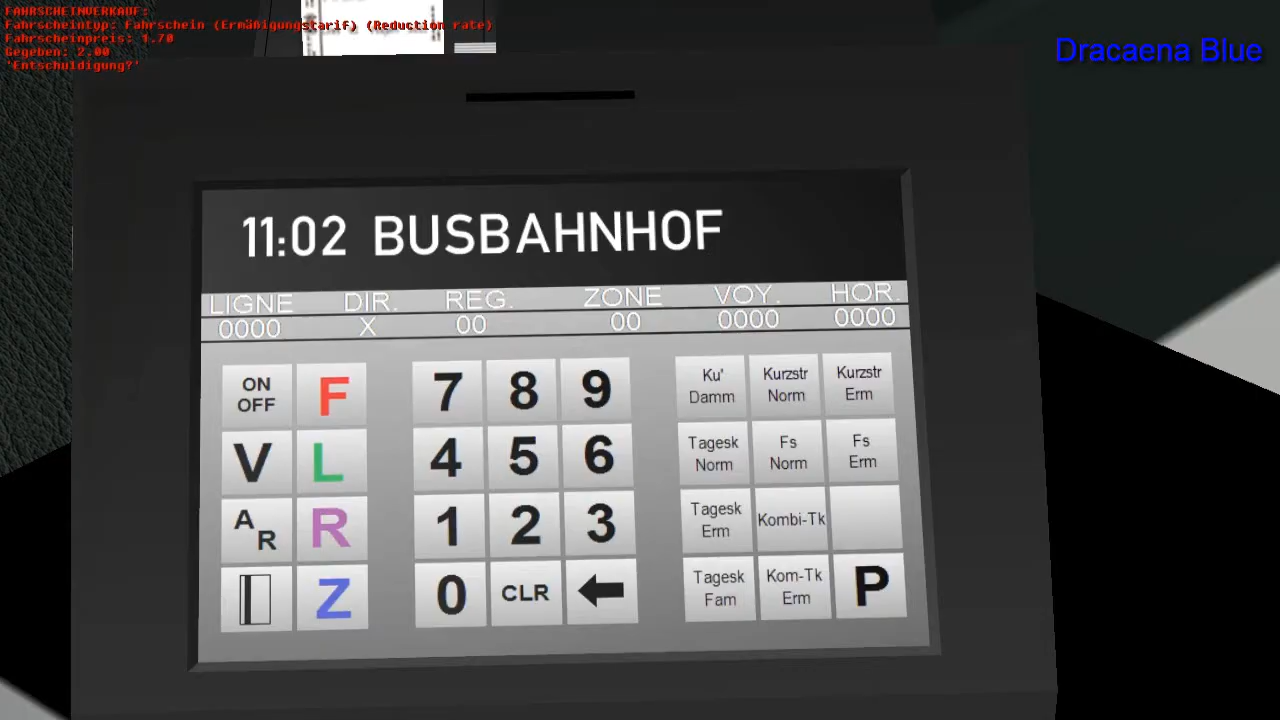 FAHRSCHEINVERKAUF:
Fahrscheintyp: Fahrschein (Ermäßigungstarif) (Reduction rate)
Fahrscheinpreis: 1.70
Gegeben: 2.00
'Entschuldigung?'
Dracaena Blue
11:02 BUSBAHNHOF
LIGNE DIR. REG. ZONE VOY. HOR.
0000 X 00 00 0000 0000
ON
OFF
F
7 8 9
Ku'
Damm
Kurzstr
Norm
Kurzstr
Erm
V L
4 5 6
Tagesk
Norm
Fs
Norm
Fs
Erm
A
R
R
1 2 3
Tagesk
Erm
Kombi-Tk
Z
0 CLR
Tagesk
Fam
Kom-Tk
Erm
P